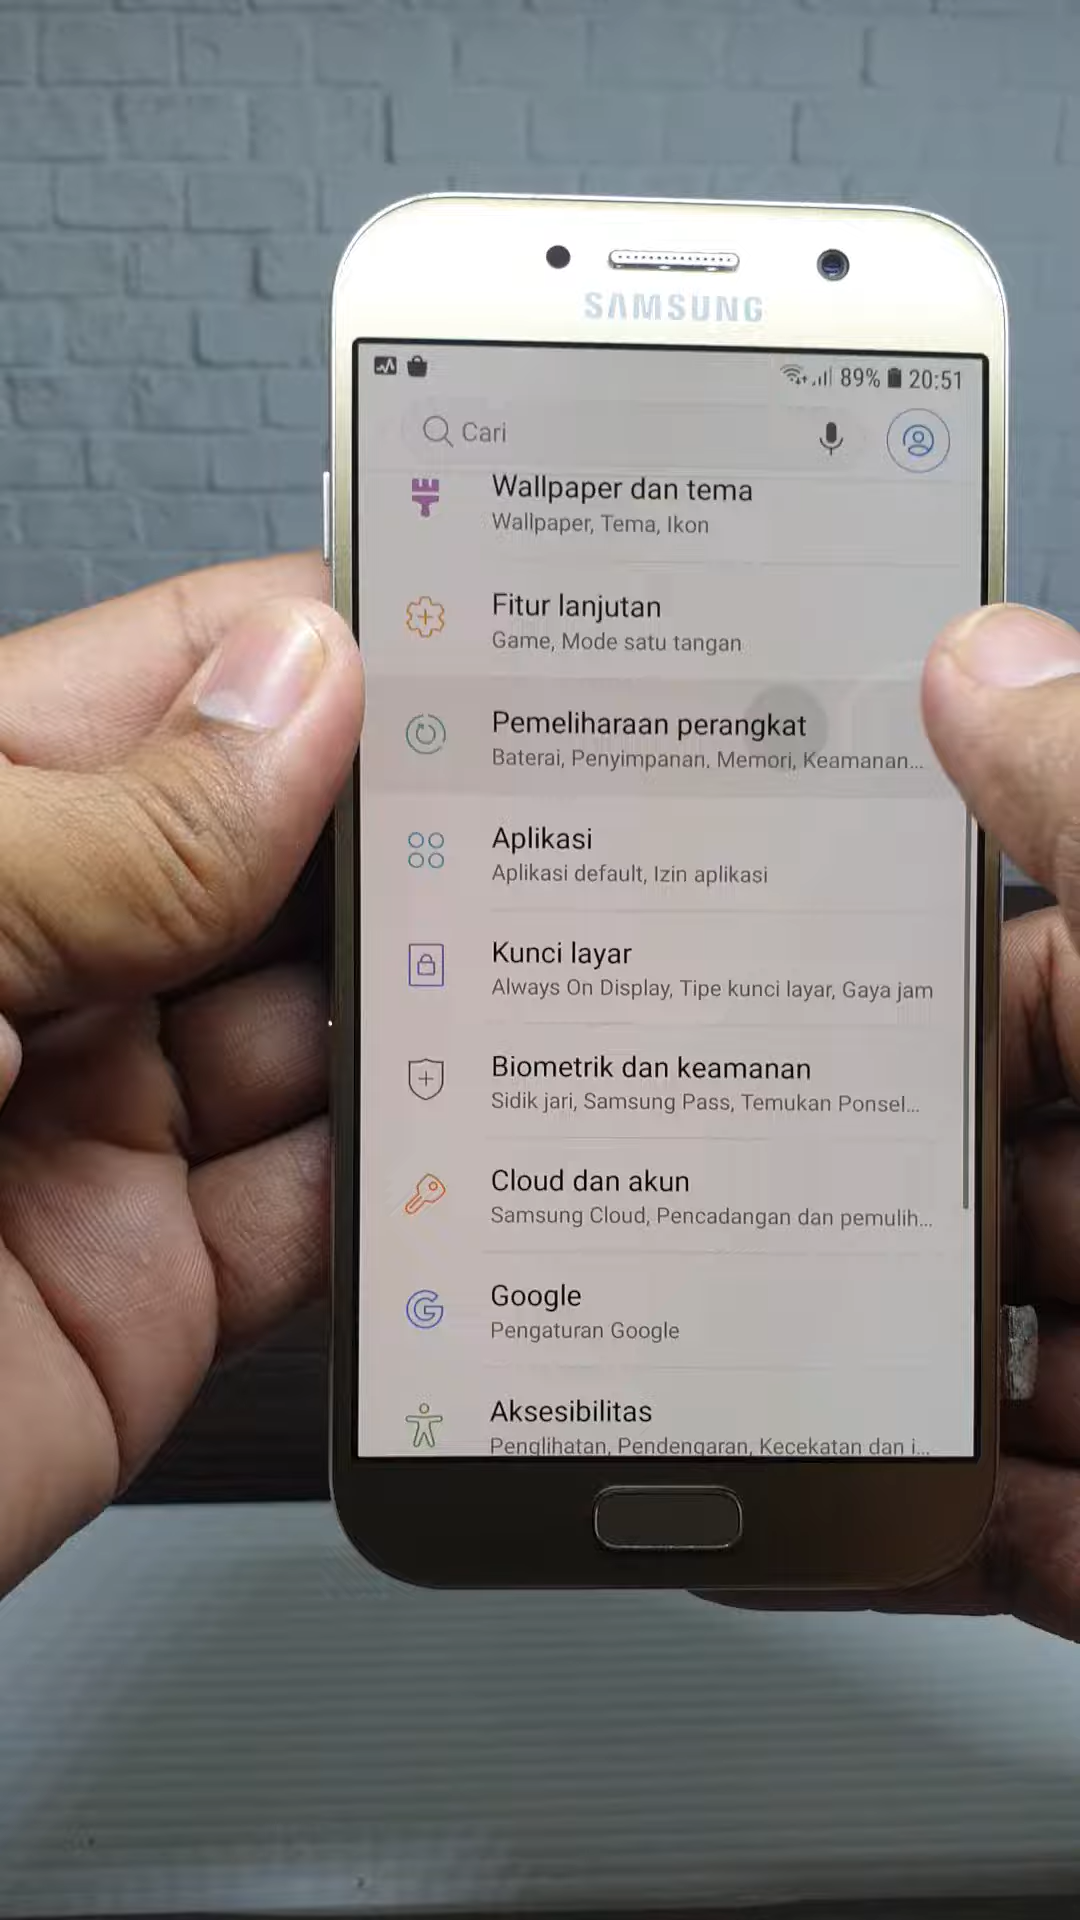 SAMSUNG
89% 20:51
Cari
Wallpaper dan tema
Wallpaper, Tema, Ikon
Fitur lanjutan
Game, Mode satu tangan
Pemeliharaan perangkat
Baterai, Penyimpanan, Memori, Keamanan...
Aplikasi
Aplikasi default, Izin aplikasi
Kunci layar
Always On Display, Tipe kunci layar, Gaya jam
Biometrik dan keamanan
Sidik jari, Samsung Pass, Temukan Ponsel...
Cloud dan akun
Samsung Cloud, Pencadangan dan pemulih...
Google
Pengaturan Google
Aksesibilitas
Penglihatan, Pendengaran, Kecekatan dan i...